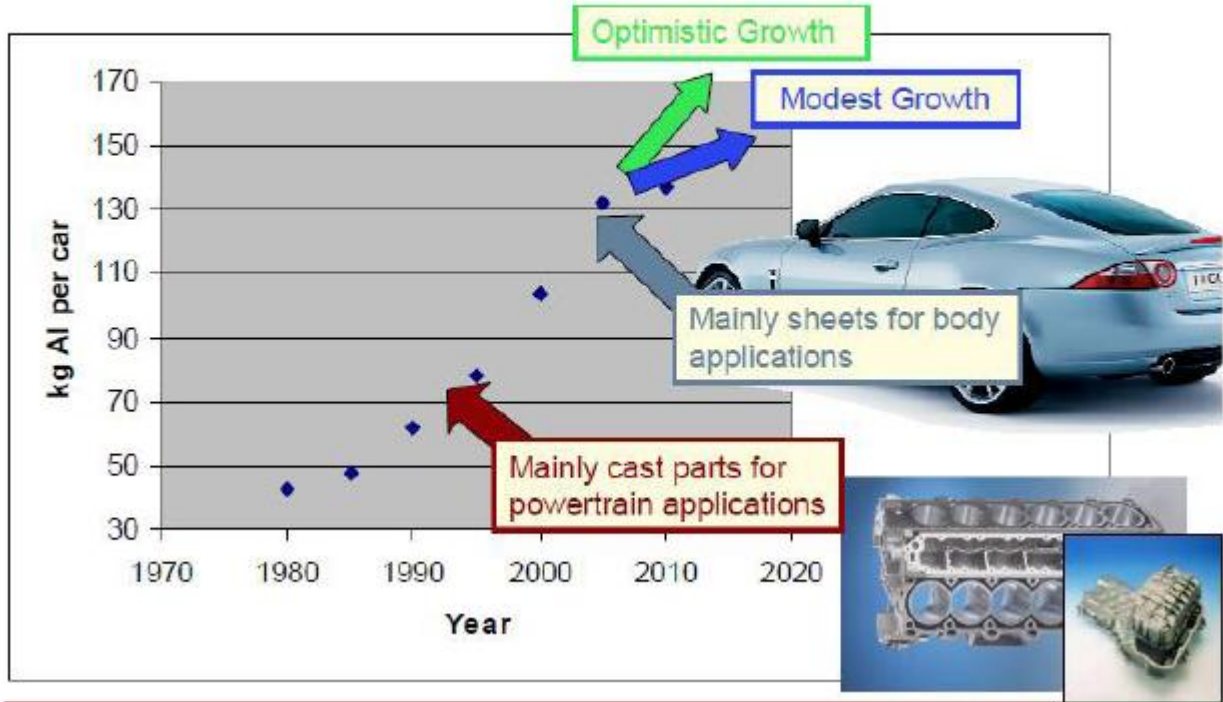 Optimistic Growth
Modest Growth
170
150
130
110
90
70
50
30
kg Al per car
Mainly sheets for body
applications
Mainly cast parts for
powertrain applications
1970
1980
1990
2000
2010
2020
Year